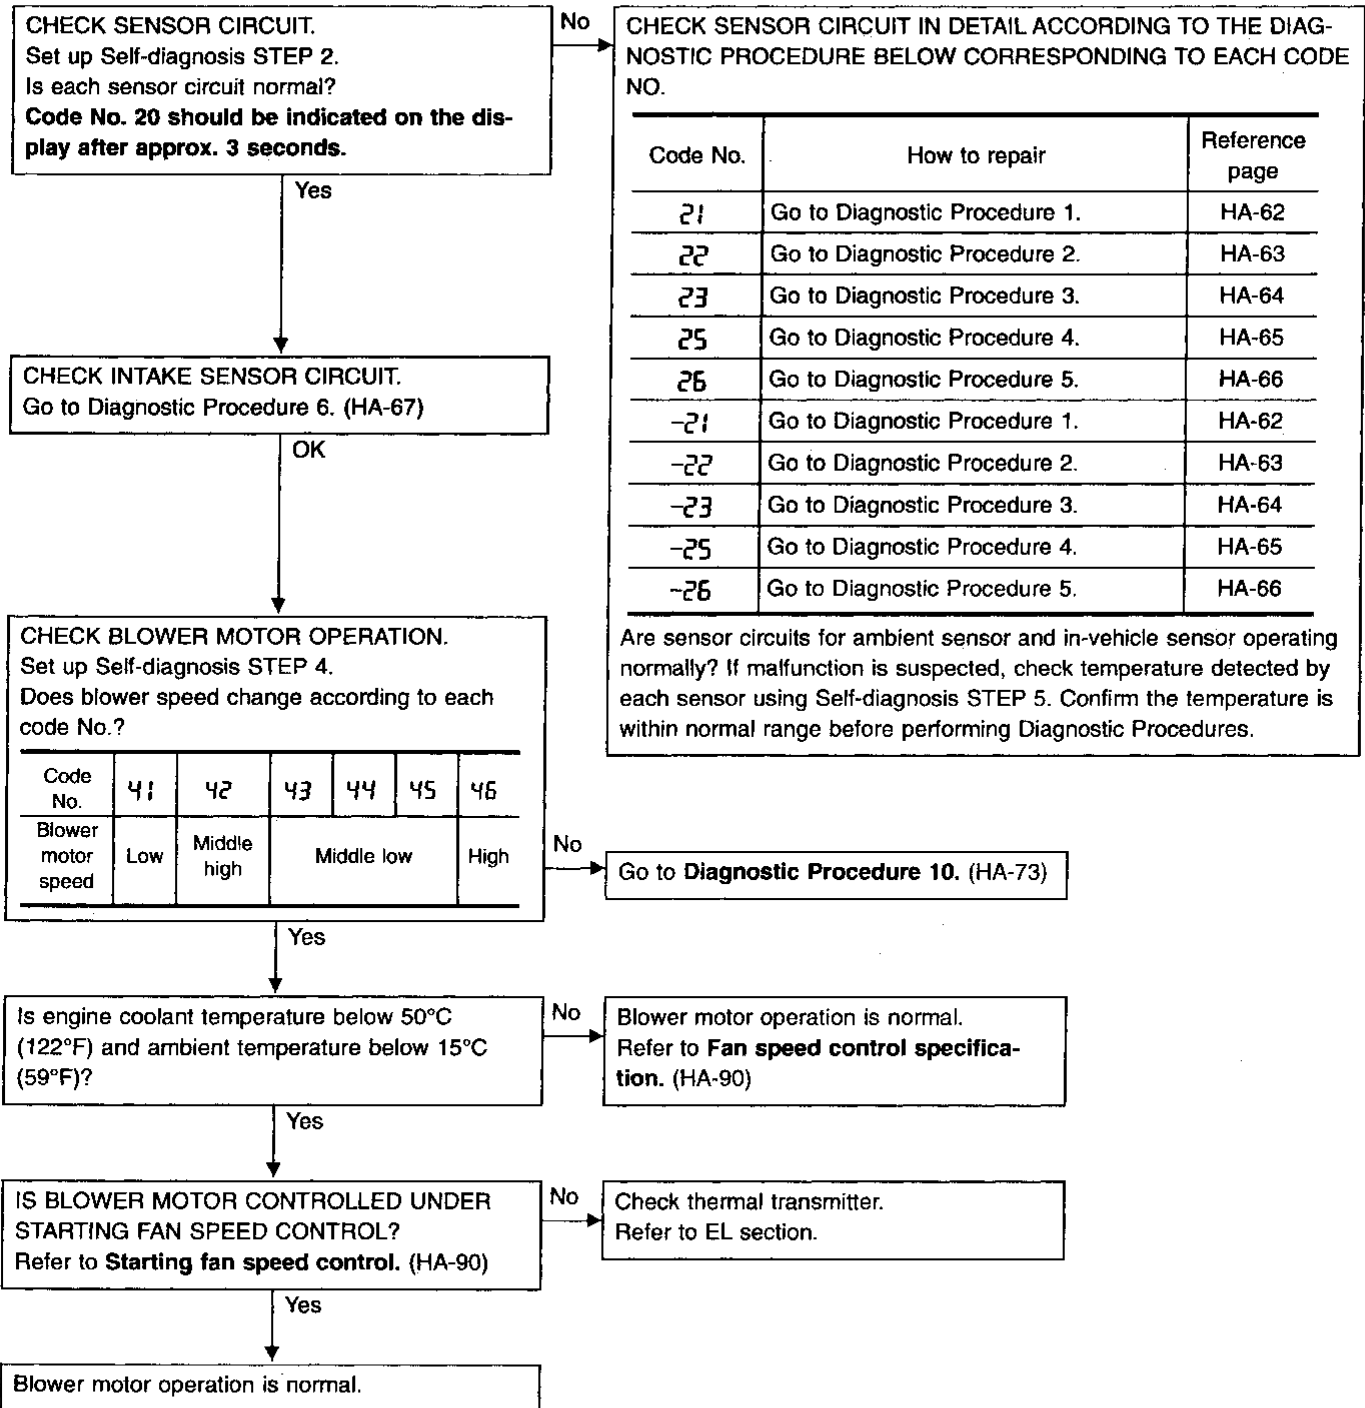 CHECK SENSOR CIRCUIT.
Set up Self-diagnosis STEP 2.
Is each sensor circuit normal?
Code No. 20 should be indicated on the dis-
play after approx. 3 seconds.
No
CHECK SENSOR CIRCUIT IN DETAIL ACCORDING TO THE DIAG-
NOSTIC PROCEDURE BELOW CORRESPONDING TO EACH CODE
NO.
Code No. How to repair Reference page
21 Go to Diagnostic Procedure 1. HA-62
22 Go to Diagnostic Procedure 2. HA-63
23 Go to Diagnostic Procedure 3. HA-64
25 Go to Diagnostic Procedure 4. HA-65
26 Go to Diagnostic Procedure 5. HA-66
-21 Go to Diagnostic Procedure 1. HA-62
-22 Go to Diagnostic Procedure 2. HA-63
-23 Go to Diagnostic Procedure 3. HA-64
-25 Go to Diagnostic Procedure 4. HA-65
-26 Go to Diagnostic Procedure 5. HA-66
Are sensor circuits for ambient sensor and in-vehicle sensor operating
normally? If malfunction is suspected, check temperature detected by
each sensor using Self-diagnosis STEP 5. Confirm the temperature is
within normal range before performing Diagnostic Procedures.
Yes
CHECK INTAKE SENSOR CIRCUIT.
Go to Diagnostic Procedure 6. (HA-67)
OK
CHECK BLOWER MOTOR OPERATION.
Set up Self-diagnosis STEP 4.
Does blower speed change according to each
code No.?
Code No. 41 42 43 44 45 46
Blower motor speed Low Middle high Middle low High
No
Go to Diagnostic Procedure 10. (HA-73)
Yes
Is engine coolant temperature below 50°C
(122°F) and ambient temperature below 15°C
(59°F)?
No
Blower motor operation is normal.
Refer to Fan speed control specifica-
tion. (HA-90)
Yes
IS BLOWER MOTOR CONTROLLED UNDER
STARTING FAN SPEED CONTROL?
Refer to Starting fan speed control. (HA-90)
No
Check thermal transmitter.
Refer to EL section.
Yes
Blower motor operation is normal.